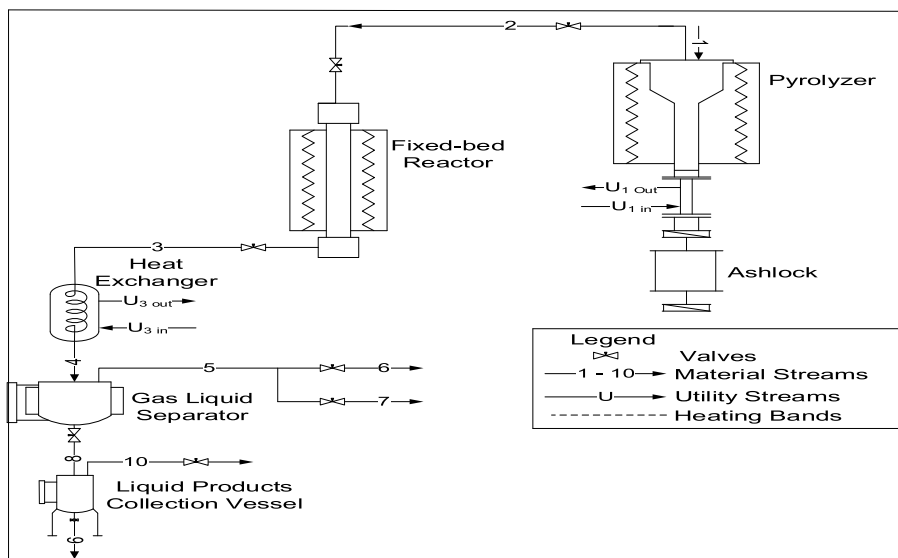 2
1
Pyrolyzer
Fixed-bed
Reactor
U1 Out
U1 in
3
Heat
Exchanger
Ashlock
U3 out
U3 in
4
5
6
7
Gas Liquid
Separator
8
10
Liquid Products
Collection Vessel
9
Legend
Valves
1 - 10 Material Streams
U Utility Streams
Heating Bands